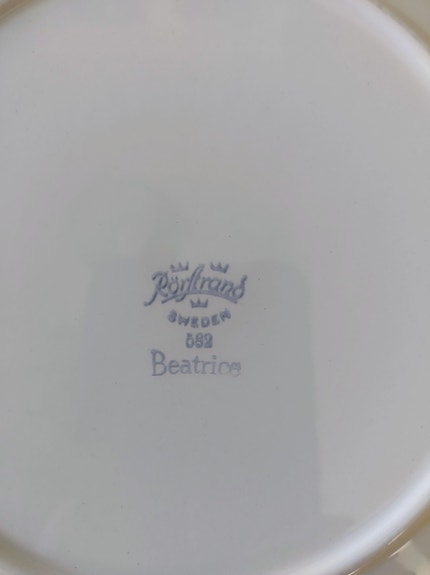 Rörstrand
SWEDEN
582
Beatrice